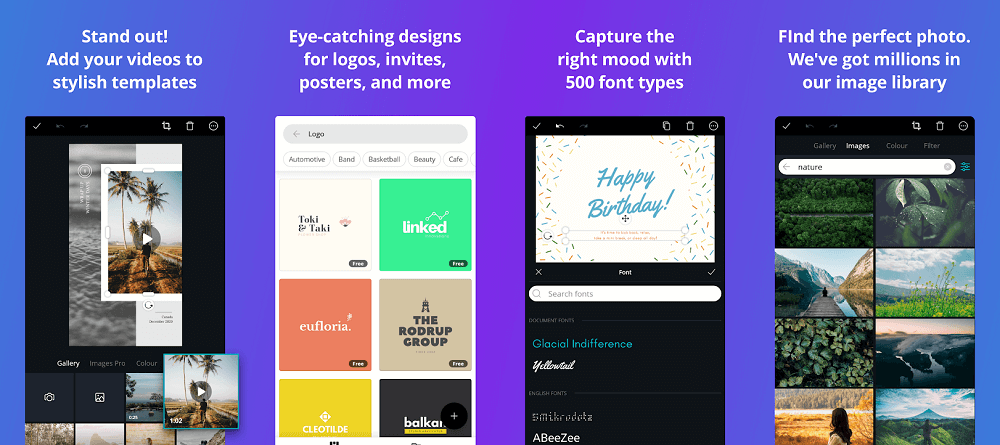 Stand out!
Add your videos to
stylish templates
Gallery
Images Pro
Colour
0:25
1:02
Eye-catching designs
for logos, invites,
posters, and more
Logo
Automotive
Band
Basketball
Beauty
Cafe
Toki
& Taki
Free
linked
Free
eufloria.
Free
THE
RODRUP
GROUP
Free
CLEOTILDE
balkan
Capture the
right mood with
500 font types
Happy
Birthday!
Font
Search fonts
DOCUMENT FONTS
Glacial Indifference
Yellowtail
ENGLISH FONTS
Smikrodotz
ABeeZee
FInd the perfect photo.
We've got millions in
our image library
Gallery
Images
Colour
Filter
nature